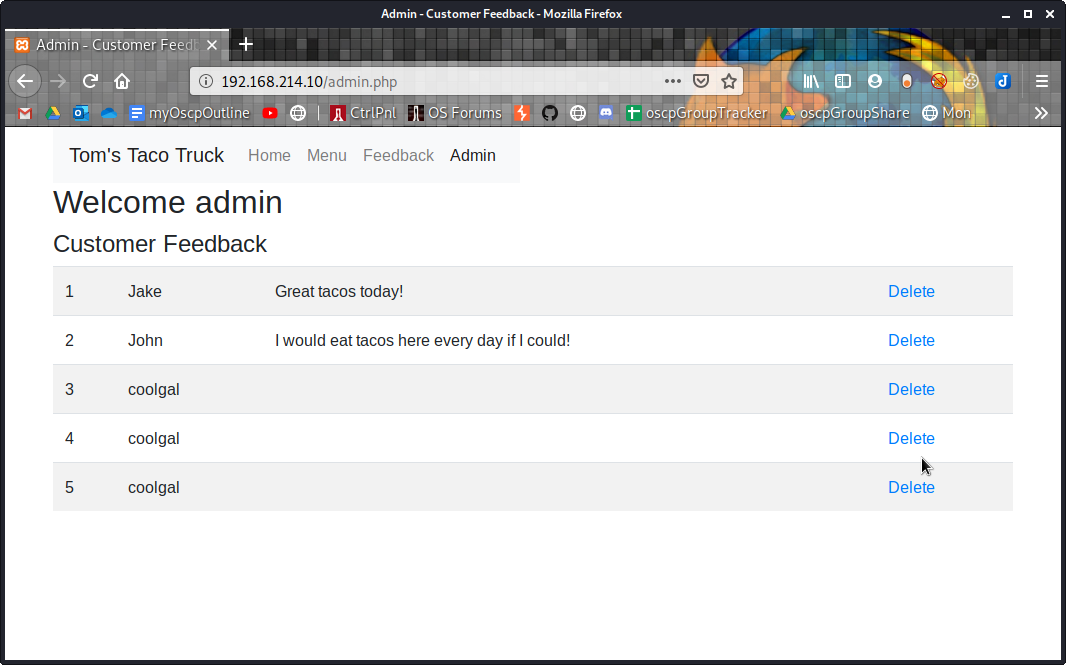 Admin - Customer Feedback - Mozilla Firefox
Admin - Customer Feedb
192.168.214.10/admin.php
myOscpOutline CtrlPnl OS Forums oscpGroupTracker oscpGroupShare Mon
Tom's Taco Truck Home Menu Feedback Admin
Welcome admin
Customer Feedback
1 Jake Great tacos today! Delete
2 John I would eat tacos here every day if I could! Delete
3 coolgal Delete
4 coolgal Delete
5 coolgal Delete